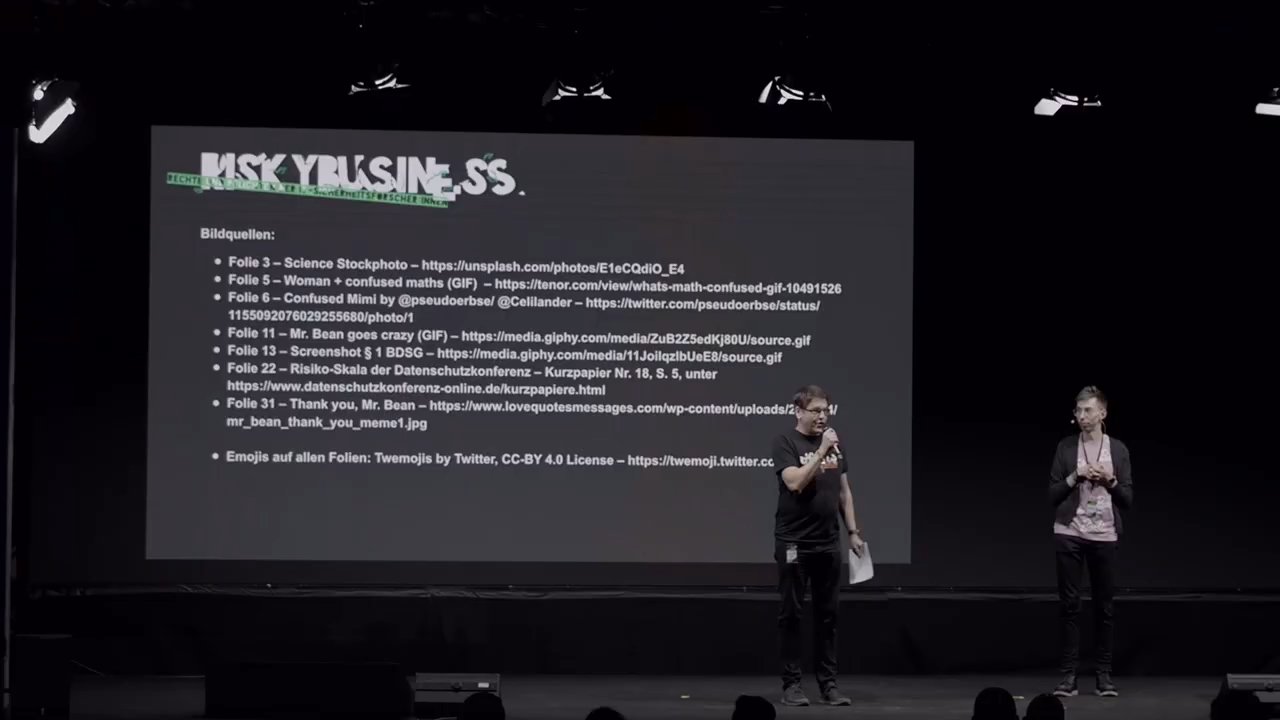 RISKYBUSINESS.
Bildquellen:
● Folie 3 – Science Stockphoto – https://unsplash.com/photos/E1eCQdiO_E4
● Folie 5 – Woman + confused maths (GIF) – https://tenor.com/view/whats-math-confused-gif-10491526
● Folie 6 – Confused Mimi by @pseudoerbse/ @Celilander – https://twitter.com/pseudoerbse/status/
1155092076029255680/photo/1
● Folie 11 – Mr. Bean goes crazy (GIF) – https://media.giphy.com/media/ZuB2Z5edKj80U/source.gif
● Folie 13 – Screenshot § 1 BDSG – https://media.giphy.com/media/11JoilqzlbUeE8/source.gif
● Folie 22 – Risiko-Skala der Datenschutzkonferenz – Kurzpapier Nr. 18, S. 5, unter
https://www.datenschutzkonferenz-online.de/kurzpapiere.html
● Folie 31 – Thank you, Mr. Bean – https://www.lovequotesmessages.com/wp-content/uploads/
mr_bean_thank_you_meme1.jpg
● Emojis auf allen Folien: Twemojis by Twitter, CC-BY 4.0 License – https://twemoji.twitter.co